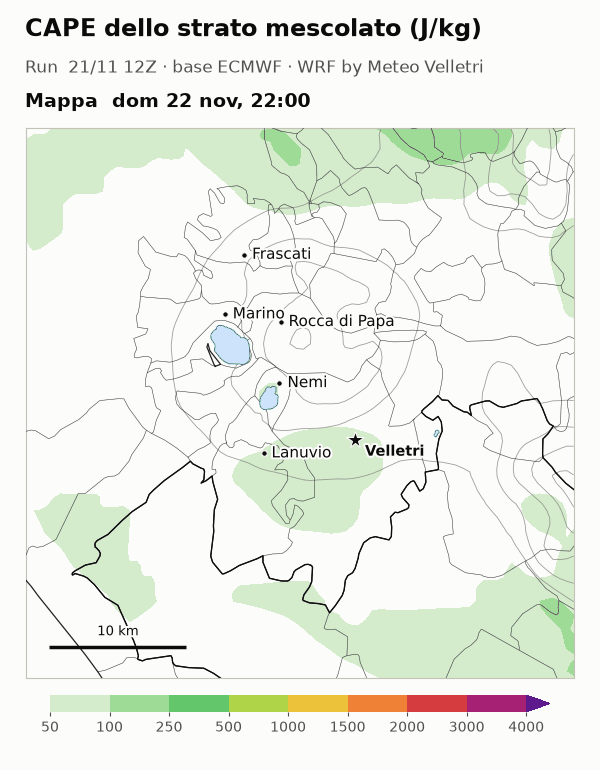 CAPE dello strato mescolato (J/kg)
Run 21/11 12Z · base ECMWF · WRF by Meteo Velletri
Mappa dom 22 nov, 22:00
Frascati
Marino
Rocca di Papa
Nemi
Velletri
Lanuvio
10 km
50 100 250 500 1000 1500 2000 3000 4000